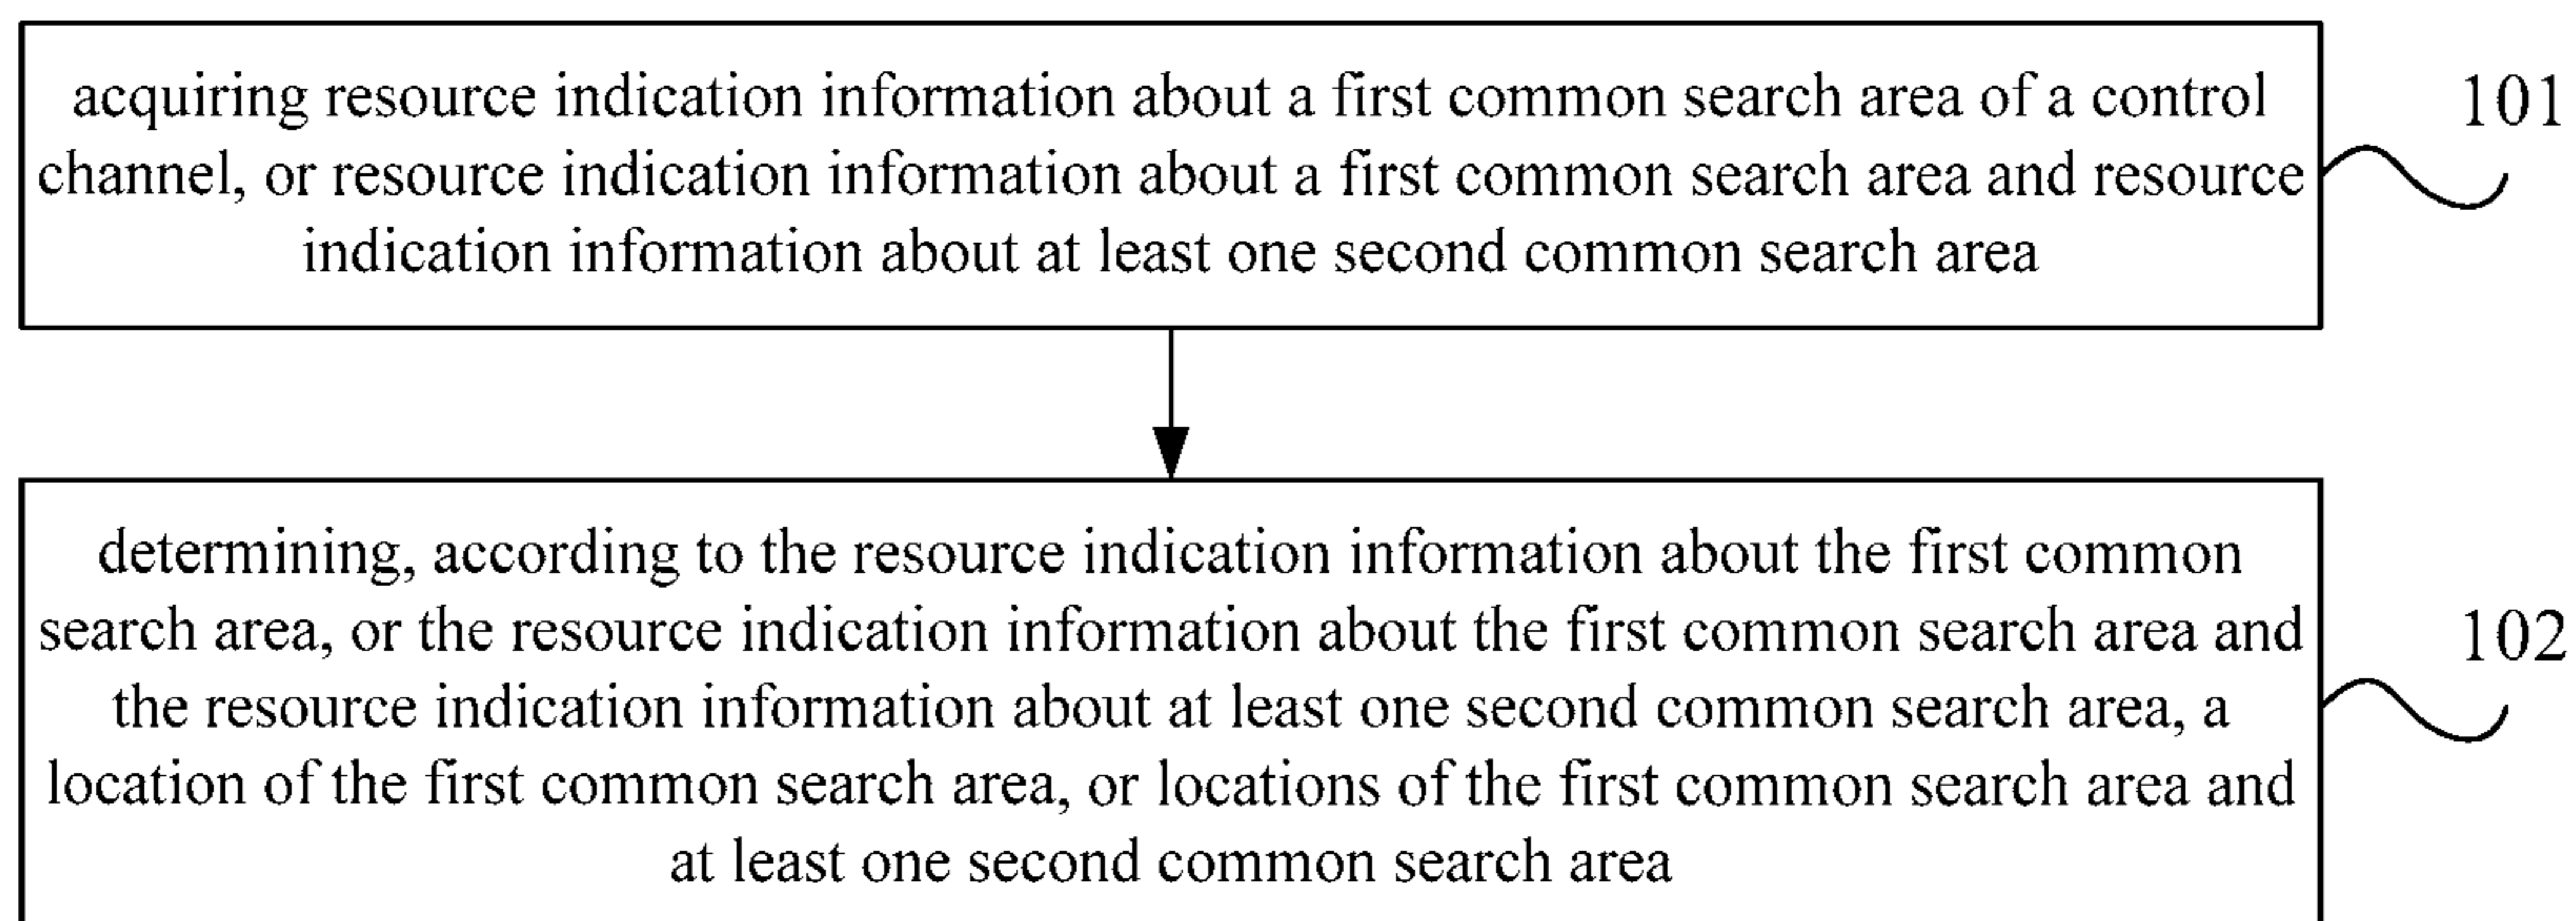 acquiring resource indication information about a first common search area of a control
channel, or resource indication information about a first common search area and resource
indication information about at least one second common search area
101
determining, according to the resource indication information about the first common
search area, or the resource indication information about the first common search area and
the resource indication information about at least one second common search area, a
location of the first common search area, or locations of the first common search area and
at least one second common search area
102